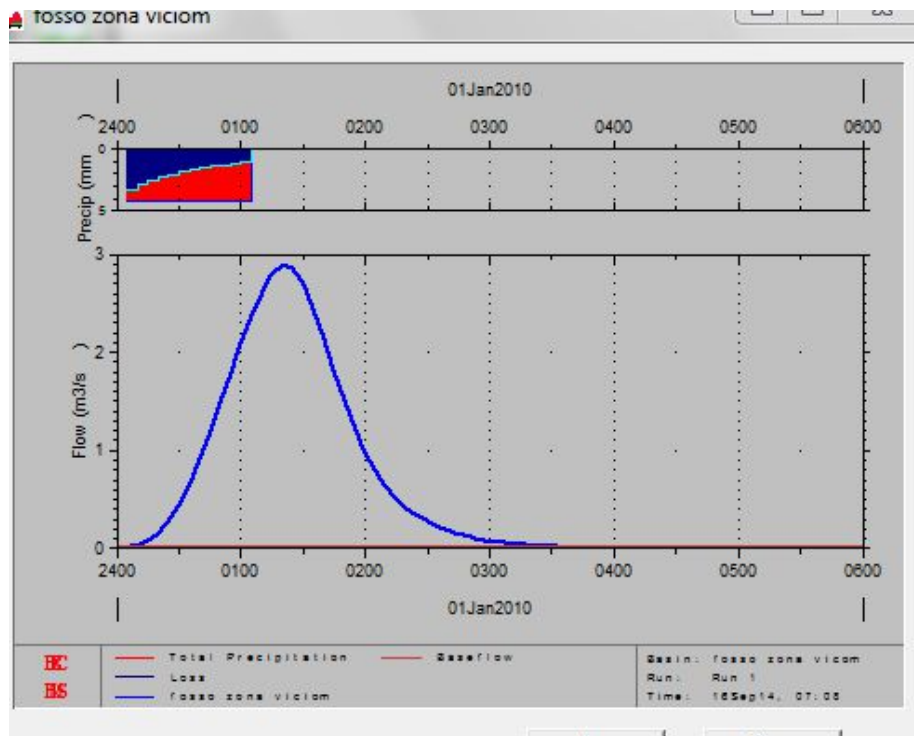 fosso zona viciom
01Jan2010
2400 0100 0200 0300 0400 0500 0600
Precip (mm )
0
5
Flow (m3/s )
3
2
1
0
2400 0100 0200 0300 0400 0500 0600
01Jan2010
Total Precipitation Baseflow
Loss
fosso zona viciom
Basin: fosso zona vicom
Run: Run 1
Time: 16Sep14, 07:08